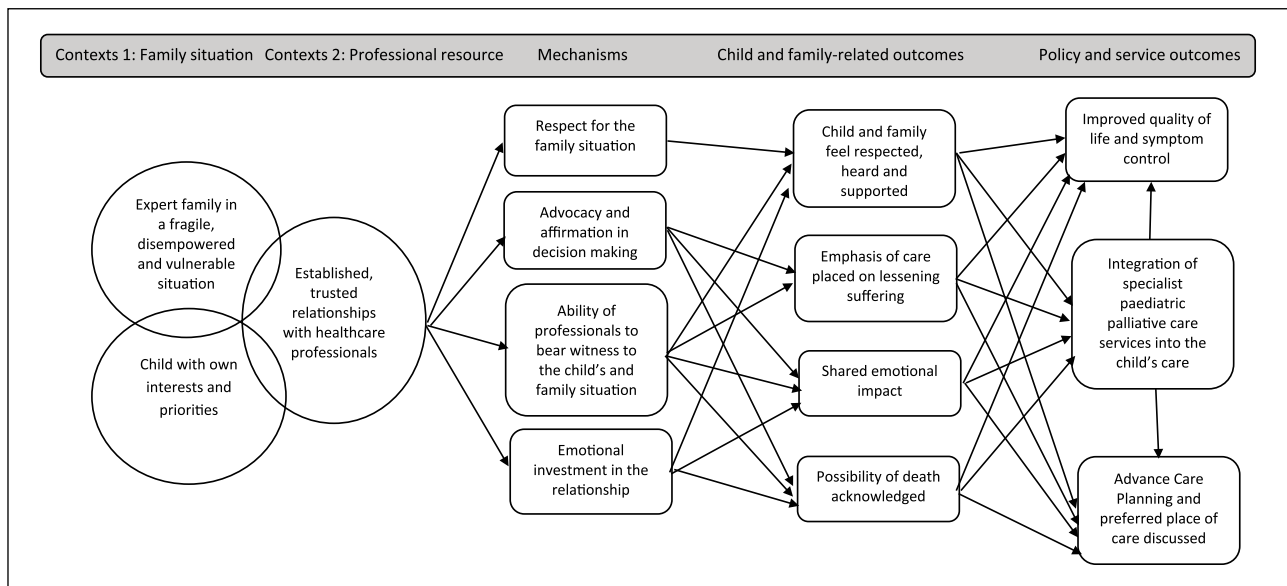 Contexts 1: Family situation Contexts 2: Professional resource Mechanisms Child and family-related outcomes Policy and service outcomes
Expert family in
a fragile,
disempowered
and vulnerable
situation
Child with own
interests and
priorities
Established,
trusted
relationships
with healthcare
professionals
Respect for the
family situation
Advocacy and
affirmation in
decision making
Ability of
professionals to
bear witness to
the child's and
family situation
Emotional
investment in the
relationship
Child and family
feel respected,
heard and
supported
Emphasis of care
placed on lessening
suffering
Shared emotional
impact
Possibility of death
acknowledged
Improved quality of
life and symptom
control
Integration of
specialist
paediatric
palliative care
services into the
child's care
Advance Care
Planning and
preferred place of
care discussed